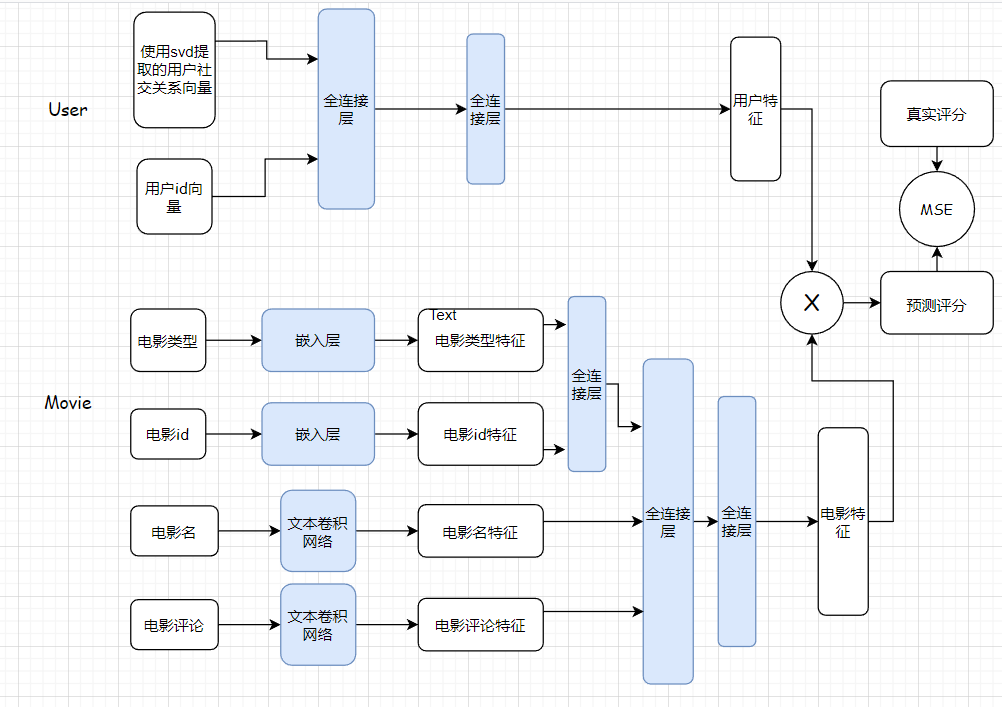 使用svd提
取的用户社
交关系向量
User
用户id向
量
全连接
层
全连
接层
用户特
征
真实评分
MSE
预测评分
X
Text
电影类型
嵌入层
电影类型特征
Movie
电影id
嵌入层
电影id特征
全连
接层
电影名
文本卷积
网络
电影名特征
电影评论
文本卷积
网络
电影评论特征
全连接
层
全连
接层
电影特
征